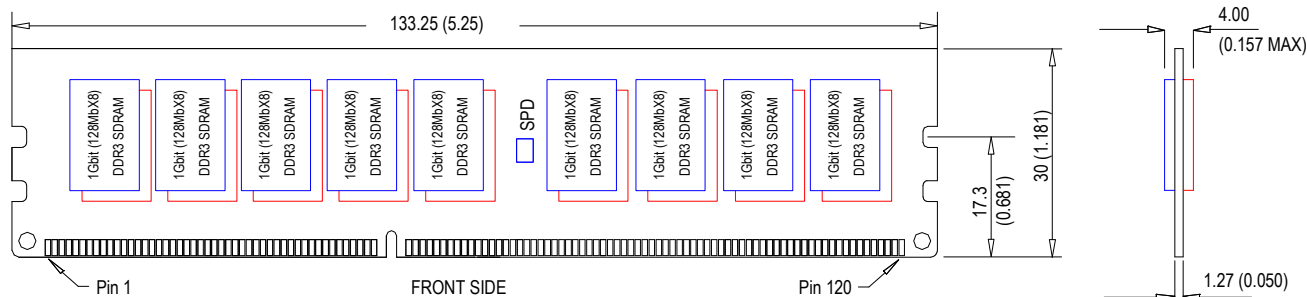 133.25 (5.25)
4.00
(0.157 MAX)
1Gbit (128MbX8)
DDR3 SDRAM
1Gbit (128MbX8)
DDR3 SDRAM
1Gbit (128MbX8)
DDR3 SDRAM
1Gbit (128MbX8)
DDR3 SDRAM
1Gbit (128MbX8)
DDR3 SDRAM
SPD
1Gbit (128MbX8)
DDR3 SDRAM
1Gbit (128MbX8)
DDR3 SDRAM
1Gbit (128MbX8)
DDR3 SDRAM
1Gbit (128MbX8)
DDR3 SDRAM
17.3
(0.681)
30 (1.181)
Pin 1
FRONT SIDE
Pin 120
1.27 (0.050)